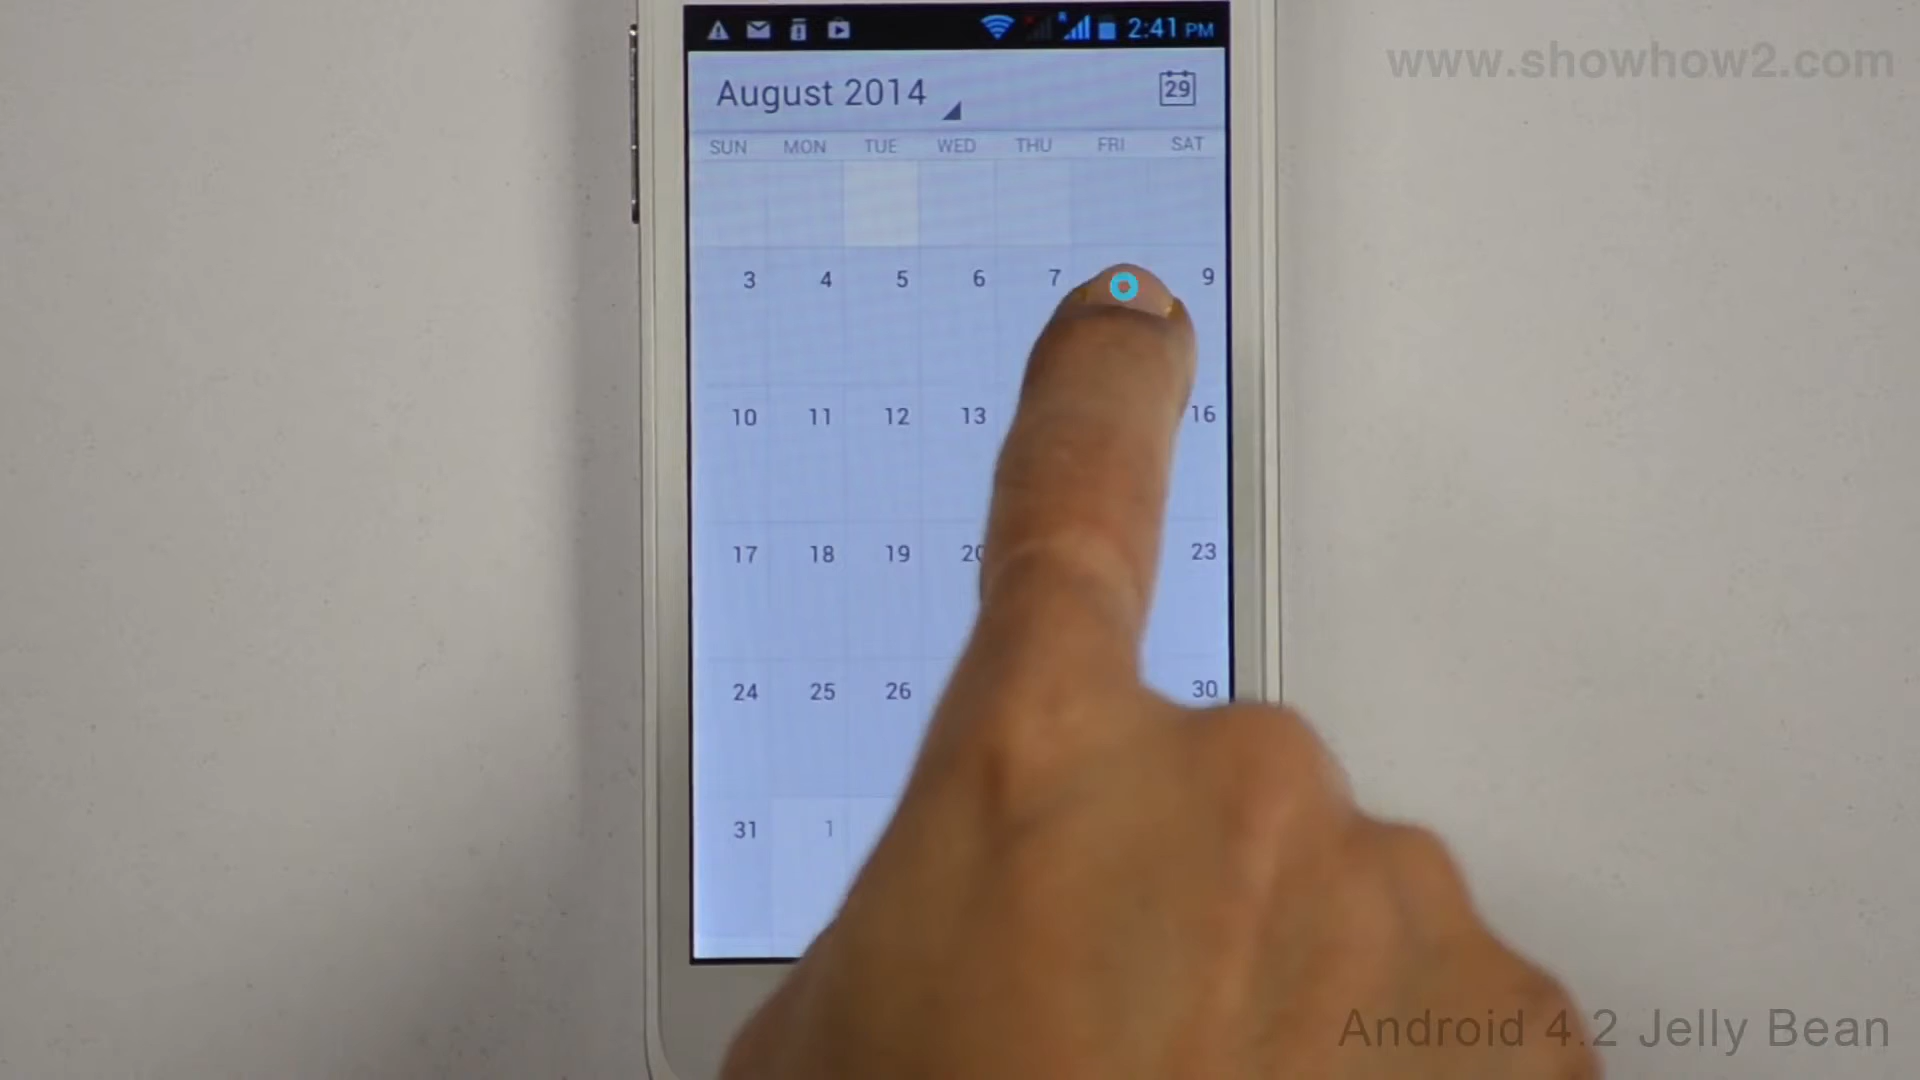 2:41 PM
www.showhow2.com
August 2014
29
SUN MON TUE WED THU FRI SAT
3 4 5 6 7 9
10 11 12 13 16
17 18 19 20 23
24 25 26 30
31 1
Android 4.2 Jelly Bean